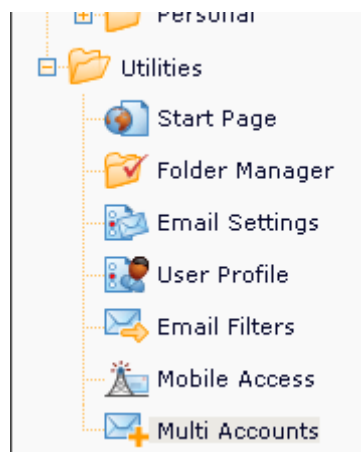 Personal
Utilities
Start Page
Folder Manager
Email Settings
User Profile
Email Filters
Mobile Access
Multi Accounts